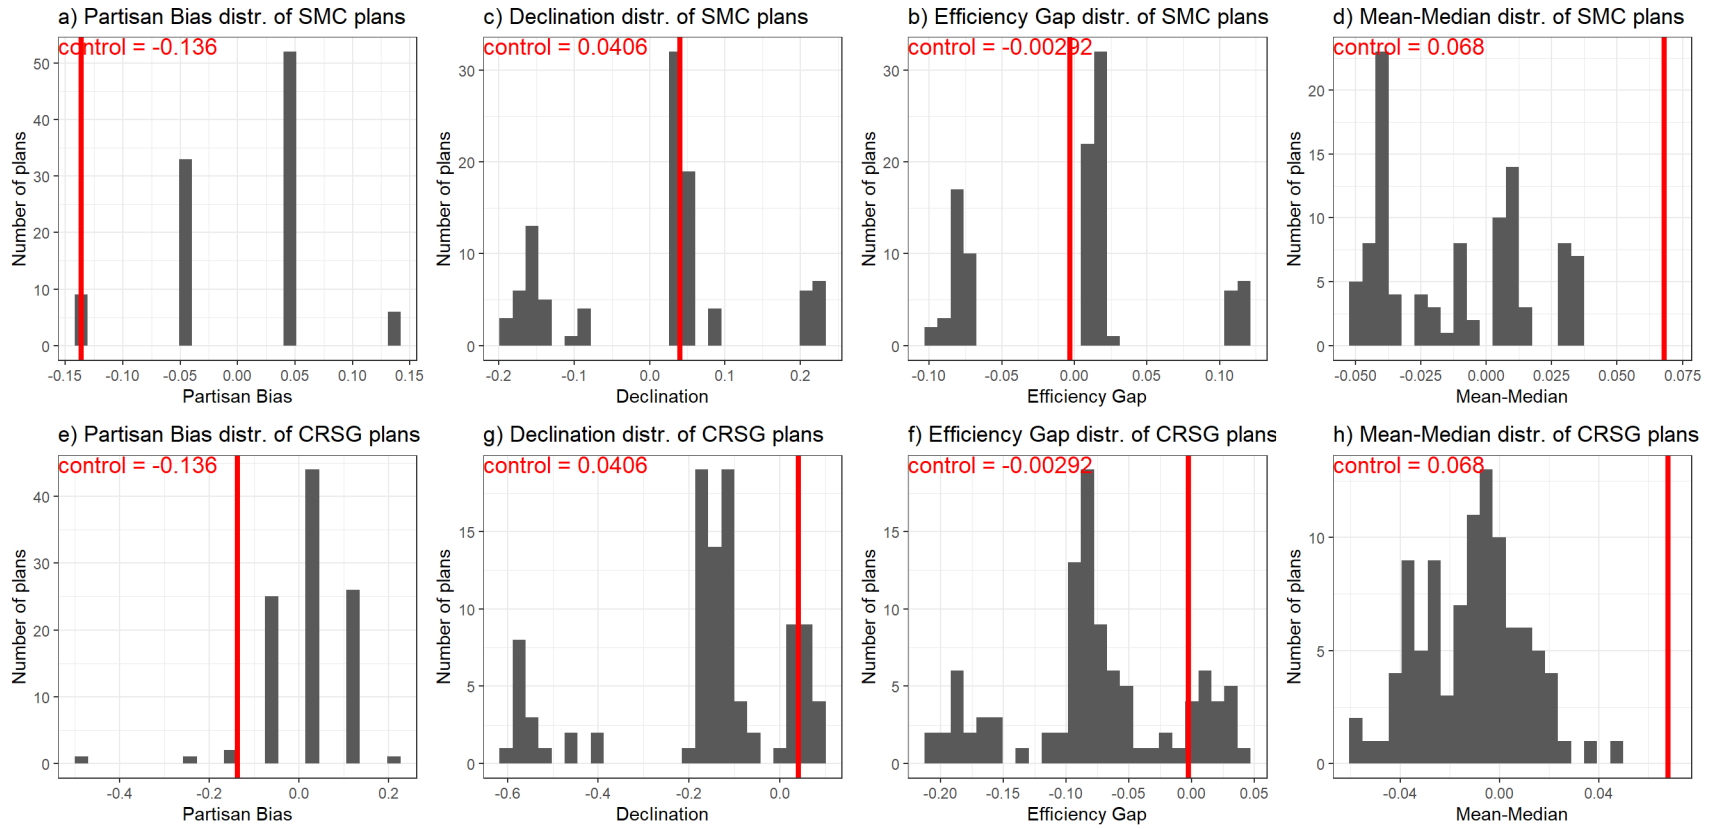 a) Partisan Bias distr. of SMC plans
control = -0.136
Number of plans
50
40
30
20
10
0
-0.15 -0.10 -0.05 0.00 0.05 0.10 0.15
Partisan Bias
c) Declination distr. of SMC plans
control = 0.0406
Number of plans
30
20
10
0
-0.2 -0.1 0.0 0.1 0.2
Declination
b) Efficiency Gap distr. of SMC plans
control = -0.00292
Number of plans
30
20
10
0
-0.10 -0.05 0.00 0.05 0.10
Efficiency Gap
d) Mean-Median distr. of SMC plans
control = 0.068
Number of plans
20
15
10
5
0
-0.050 -0.025 0.000 0.025 0.050 0.075
Mean-Median
e) Partisan Bias distr. of CRSG plans
control = -0.136
Number of plans
40
30
20
10
0
-0.4 -0.2 0.0 0.2
Partisan Bias
g) Declination distr. of CRSG plans
control = 0.0406
Number of plans
15
10
5
0
-0.6 -0.4 -0.2 0.0
Declination
f) Efficiency Gap distr. of CRSG plans
control = -0.00292
Number of plans
15
10
5
0
-0.20 -0.15 -0.10 -0.05 0.00 0.05
Efficiency Gap
h) Mean-Median distr. of CRSG plans
control = 0.068
Number of plans
10
5
0
-0.04 0.00 0.04
Mean-Median